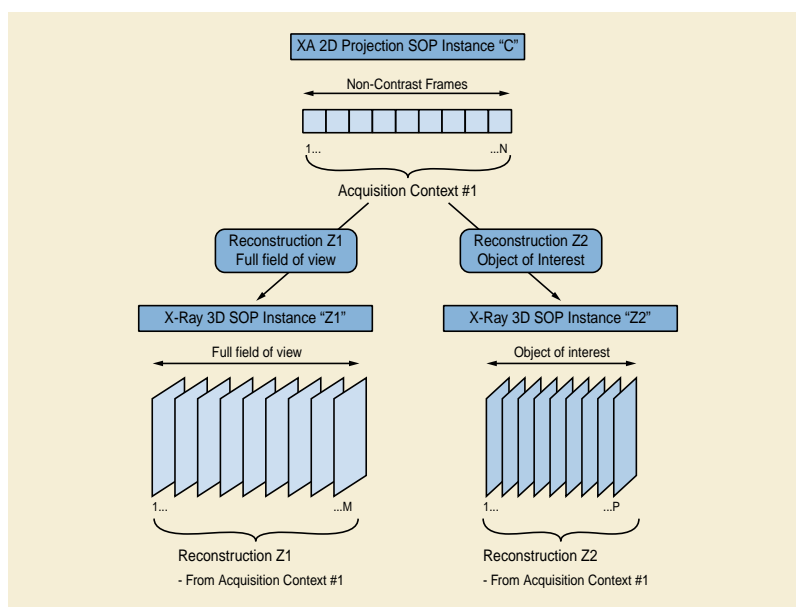 XA 2D Projection SOP Instance “C”
Non-Contrast Frames
1...
...N
Acquisition Context #1
Reconstruction Z1
Full field of view
Reconstruction Z2
Object of Interest
X-Ray 3D SOP Instance “Z1”
X-Ray 3D SOP Instance “Z2”
Full field of view
Object of interest
1...
...M
1...
...P
Reconstruction Z1
- From Acquisition Context #1
Reconstruction Z2
- From Acquisition Context #1